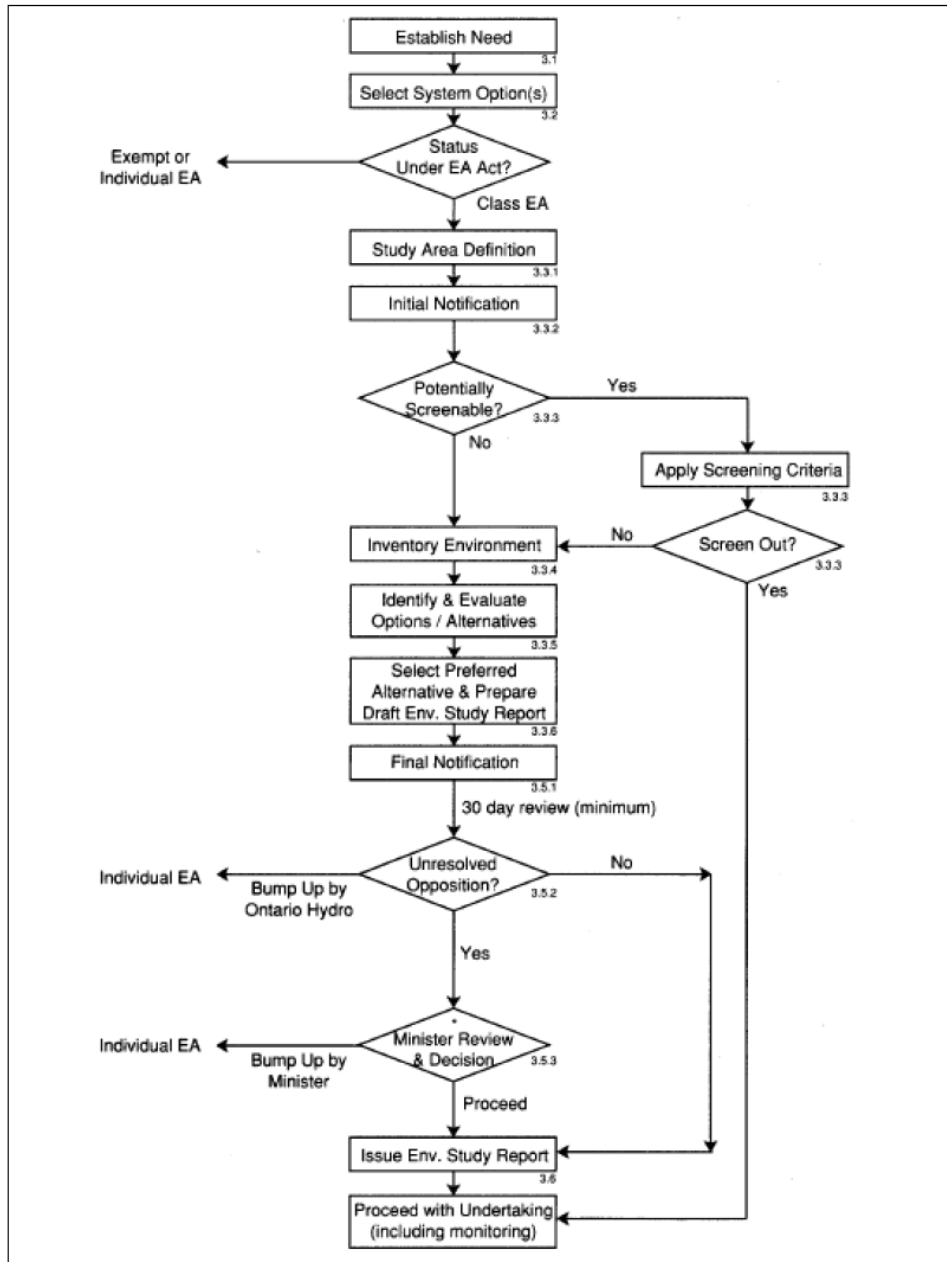 Establish Need
3.1
Select System Option(s)
3.2
Status
Under EA Act?
Exempt or
Individual EA
Class EA
Study Area Definition
3.3.1
Initial Notification
3.3.2
Potentially
Screenable?
3.3.3
Yes
No
Apply Screening Criteria
3.3.3
Screen Out?
3.3.3
No
Yes
Inventory Environment
3.3.4
Identify & Evaluate
Options / Alternatives
3.3.5
Select Preferred
Alternative & Prepare
Draft Env. Study Report
3.3.6
Final Notification
3.5.1
30 day review (minimum)
Unresolved
Opposition?
3.5.2
No
Individual EA
Bump Up by
Ontario Hydro
Yes
*
Minister Review
& Decision
3.5.3
Individual EA
Bump Up by
Minister
Proceed
Issue Env. Study Report
3.6
Proceed with Undertaking
(including monitoring)